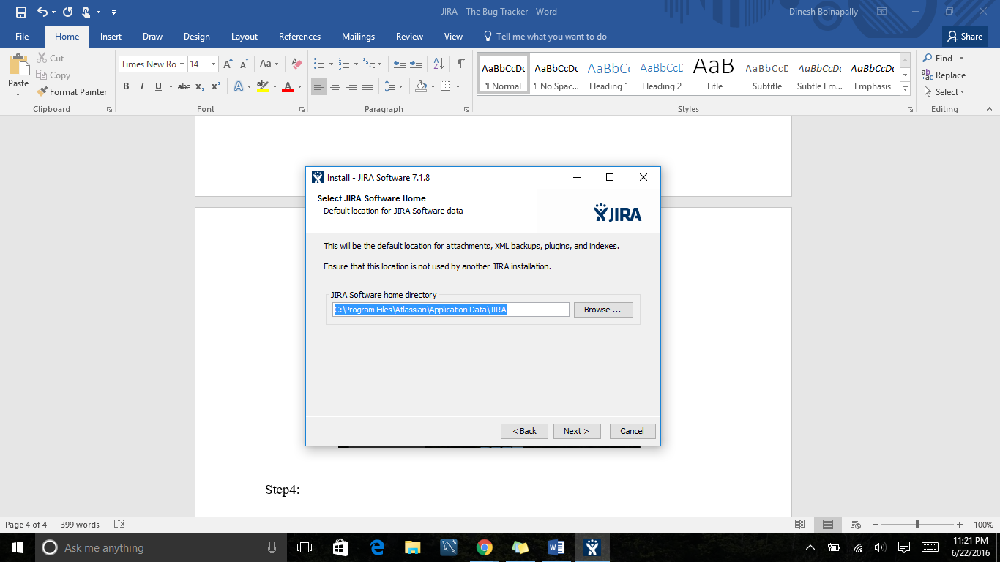 JIRA - The Bug Tracker - Word
Dinesh Boinapally
File Home Insert Draw Design Layout References Mailings Review View Tell me what you want to do Share
Paste
Cut
Copy
Format Painter
Clipboard
Times New Ro 14
Aa
B I U abc x₂ x²
A ab A
Font
Paragraph
AaBbCcDc AaBbCcDc AaBbCc AaBbCcD AaB AaBbCcD AaBbCcDc AaBbCcDc
¶ Normal ¶ No Spac... Heading 1 Heading 2 Title Subtitle Subtle Em... Emphasis
Styles
Find
Replace
Select
Editing
Install - JIRA Software 7.1.8
Select JIRA Software Home
Default location for JIRA Software data
JIRA
This will be the default location for attachments, XML backups, plugins, and indexes.
Ensure that this location is not used by another JIRA installation.
JIRA Software home directory
C:\Program Files\Atlassian\Application Data\JIRA
Browse ...
< Back Next > Cancel
Step4:
Page 4 of 4 399 words 100%
Ask me anything
11:21 PM
6/22/2016